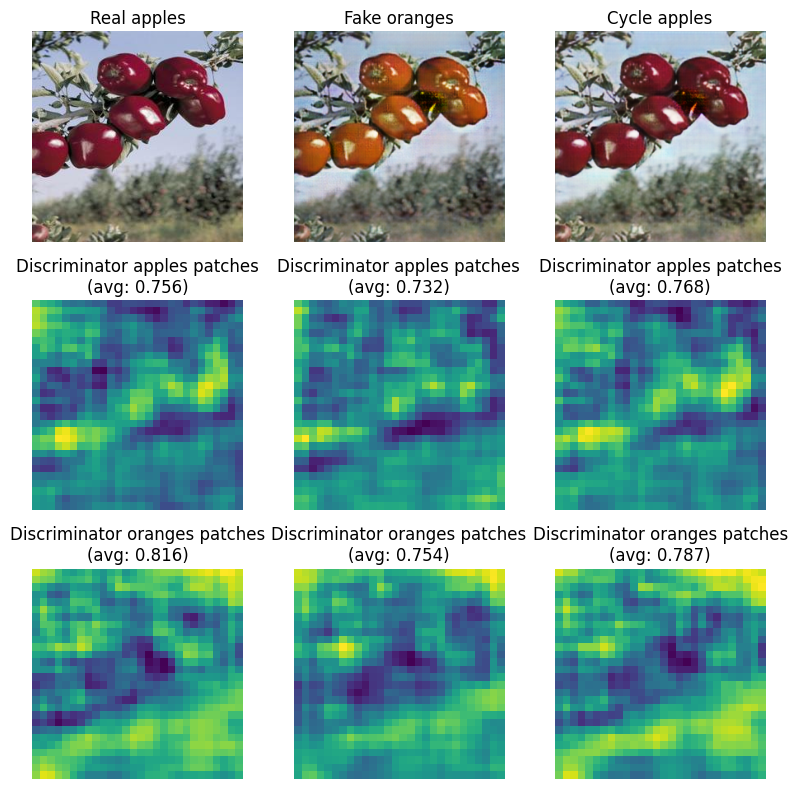 Real apples
Fake oranges
Cycle apples
Discriminator apples patches
(avg: 0.756)
Discriminator apples patches
(avg: 0.732)
Discriminator apples patches
(avg: 0.768)
Discriminator oranges patches
(avg: 0.816)
Discriminator oranges patches
(avg: 0.754)
Discriminator oranges patches
(avg: 0.787)